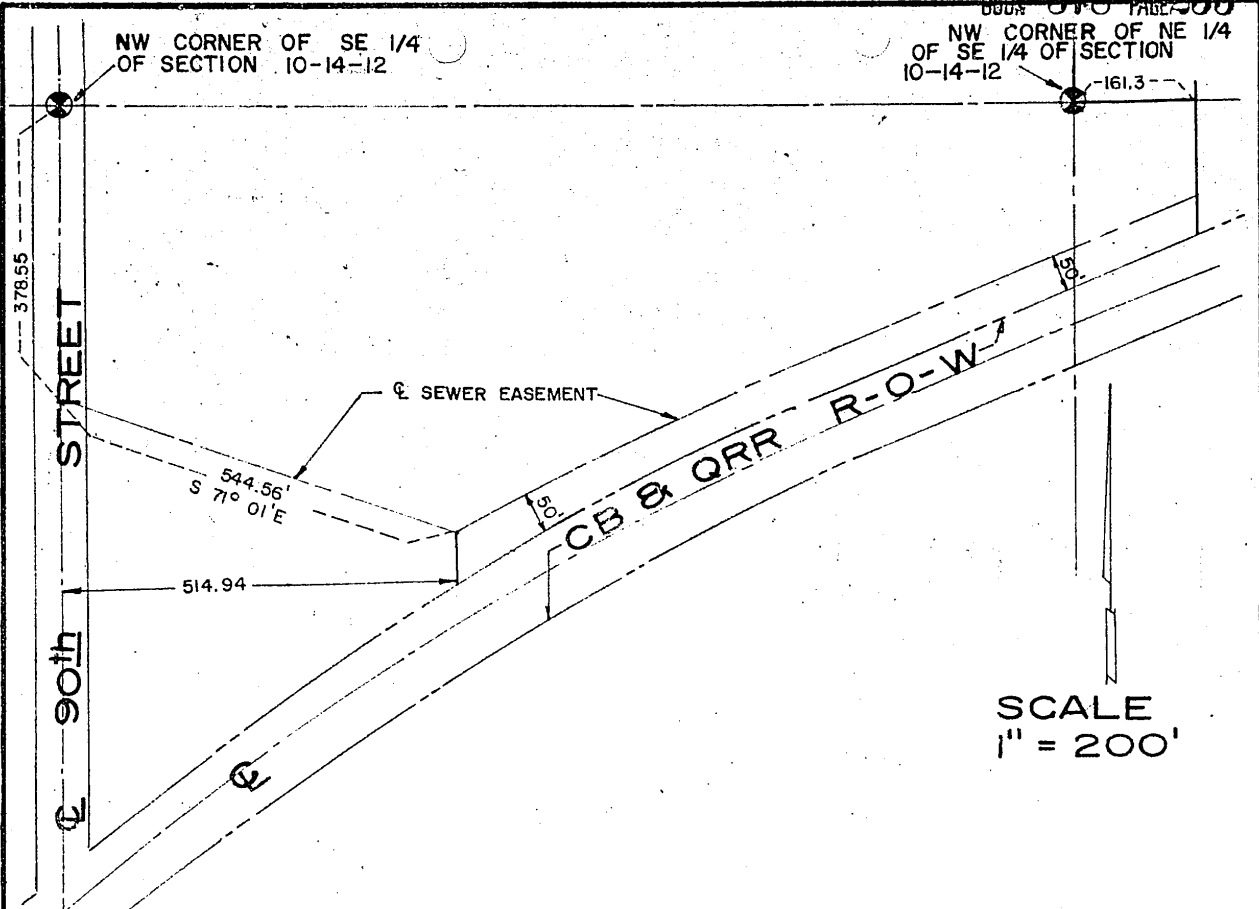 NW CORNER OF SE 1/4
OF SECTION 10-14-12
NW CORNER OF NE 1/4
OF SE 1/4 OF SECTION
10-14-12
161.3
378.55
℄ 90th STREET
℄ SEWER EASEMENT
50'
544.56'
S 71° 01'E
50'
CB & QRR R-O-W
514.94
℄
SCALE
1" = 200'